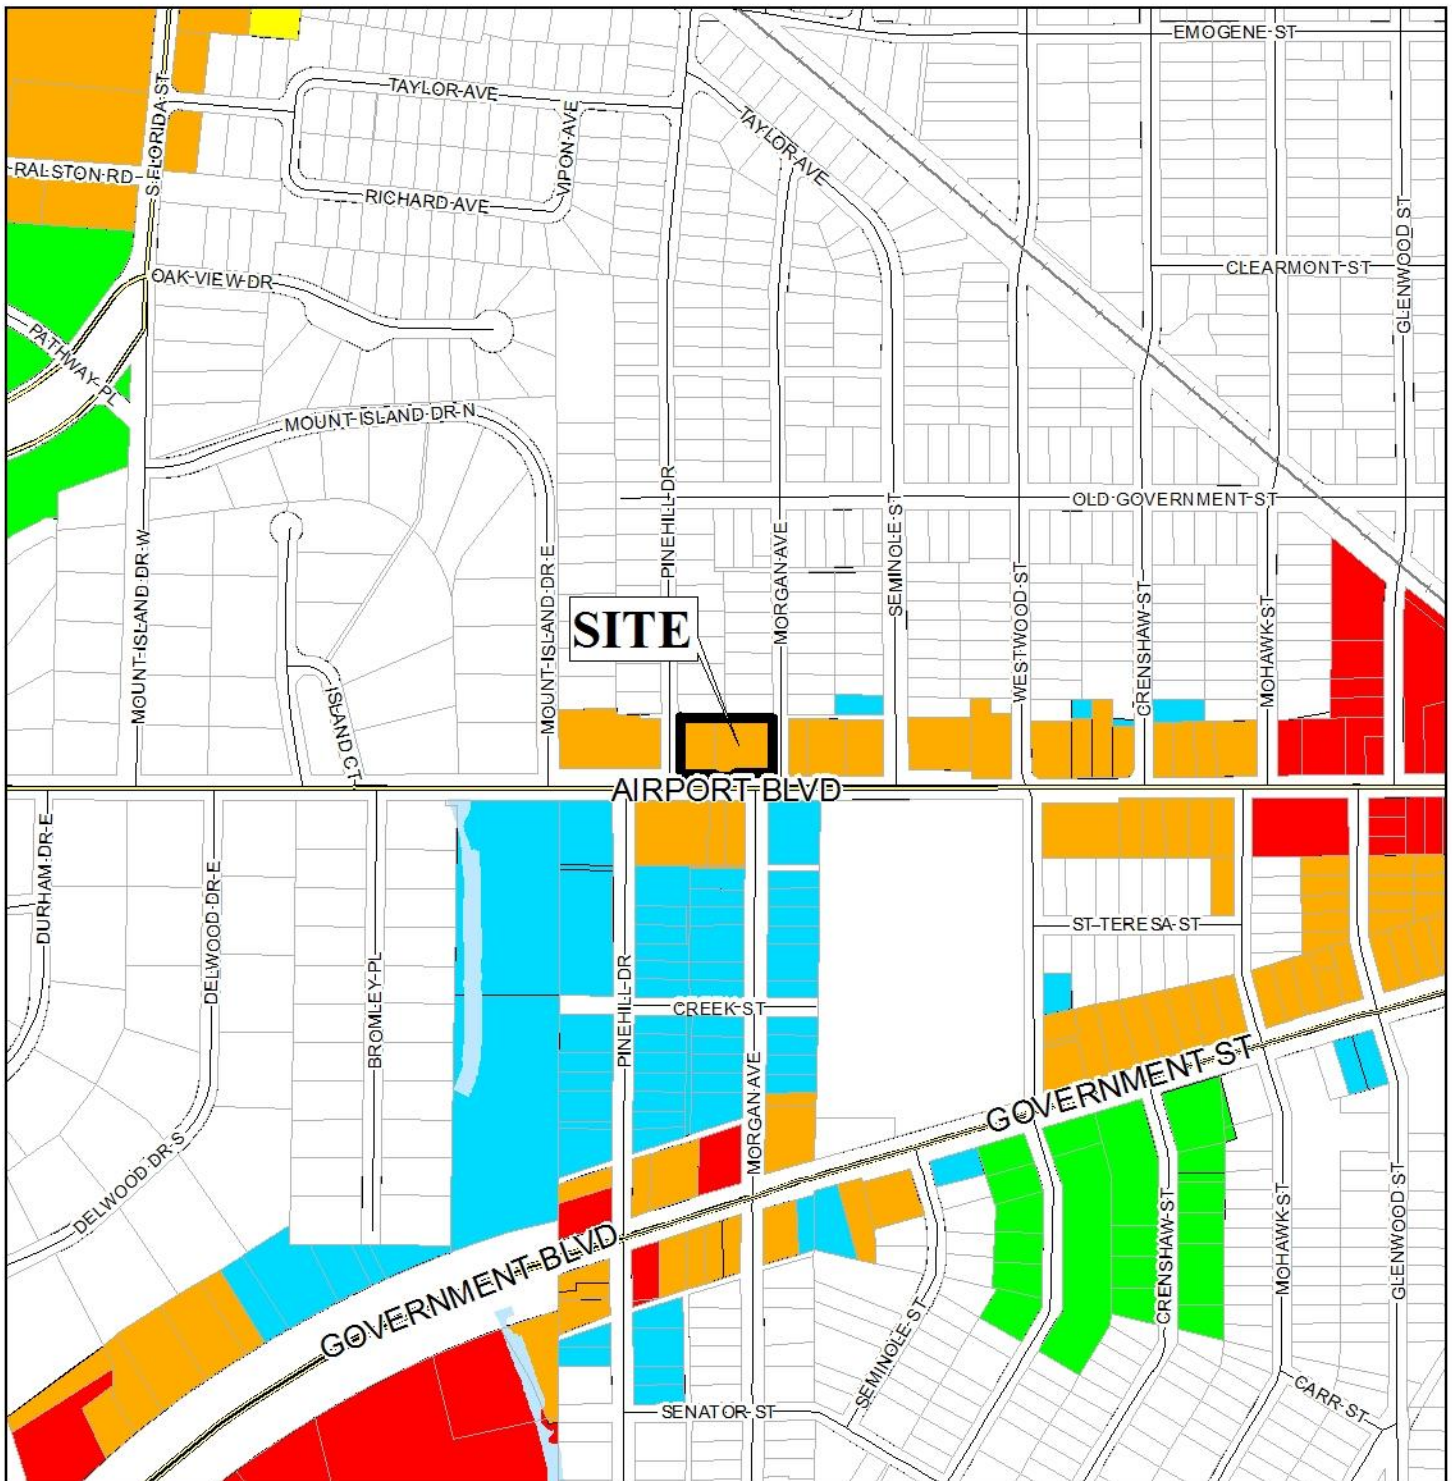 EMOGENE ST
TAYLOR AVE
TAYLOR AVE
VIPON AVE
S FLORIDA ST
RALSTON RD
RICHARD AVE
GLENWOOD ST
CLEARMONT ST
OAK VIEW DR
PATHWAY PL
MOUNT ISLAND DR N
PINEHILL DR
OLD GOVERNMENT ST
MOUNT ISLAND DR W
MOUNT ISLAND DR E
MORGAN AVE
SEMINOLE ST
WESTWOOD ST
CRENSHAW ST
MOHAWK ST
SITE
ISLAND CT
AIRPORT BLVD
DURHAM DR E
DELWOOD DR E
BROMLEY PL
PINEHILL DR
ST TERESA ST
CREEK ST
MORGAN AVE
GOVERNMENT ST
DELWOOD DR S
GOVERNMENT BLVD
SEMINOLE ST
CRENSHAW ST
MOHAWK ST
GLENWOOD ST
SENATOR ST
CARR ST